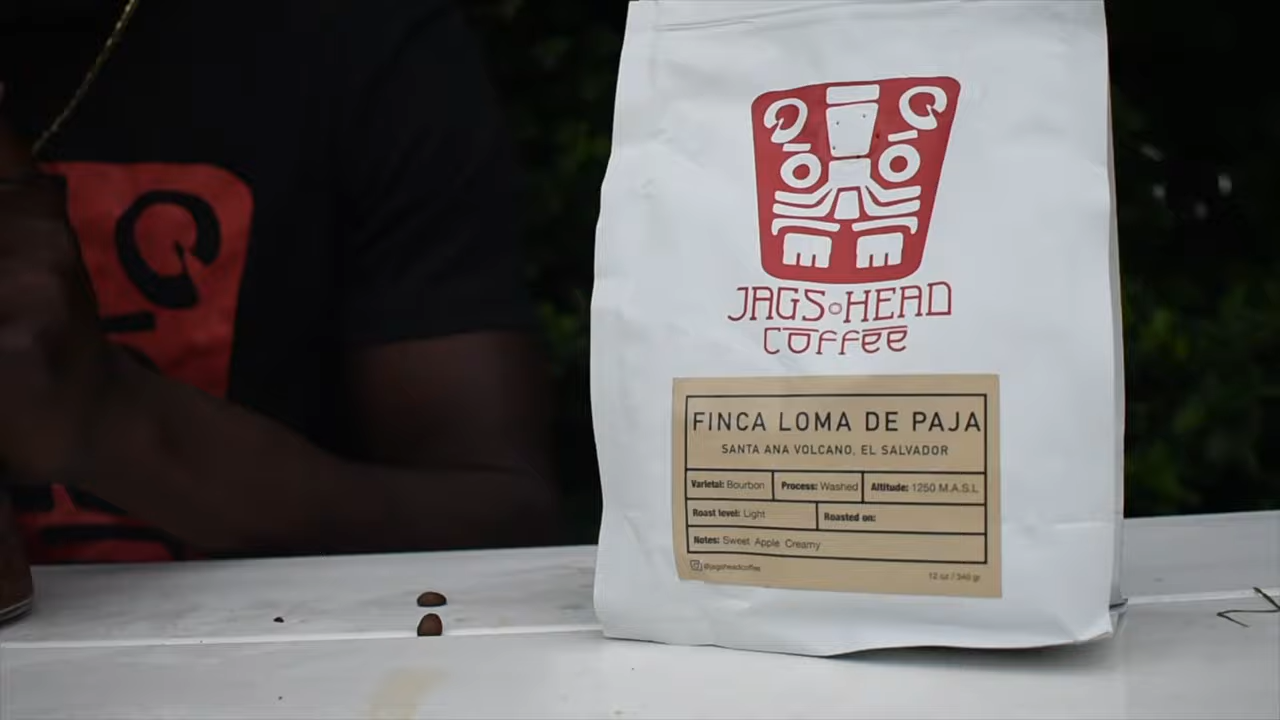 JAGS HEAD
COFFEE
FINCA LOMA DE PAJA
SANTA ANA VOLCANO, EL SALVADOR
Varietal: Bourbon Process: Washed Altitude: 1250 M.A.S.L
Roast level: Light Roasted on:
Notes: Sweet Apple Creamy
@jagsheadcoffee 12 oz / 340 gr